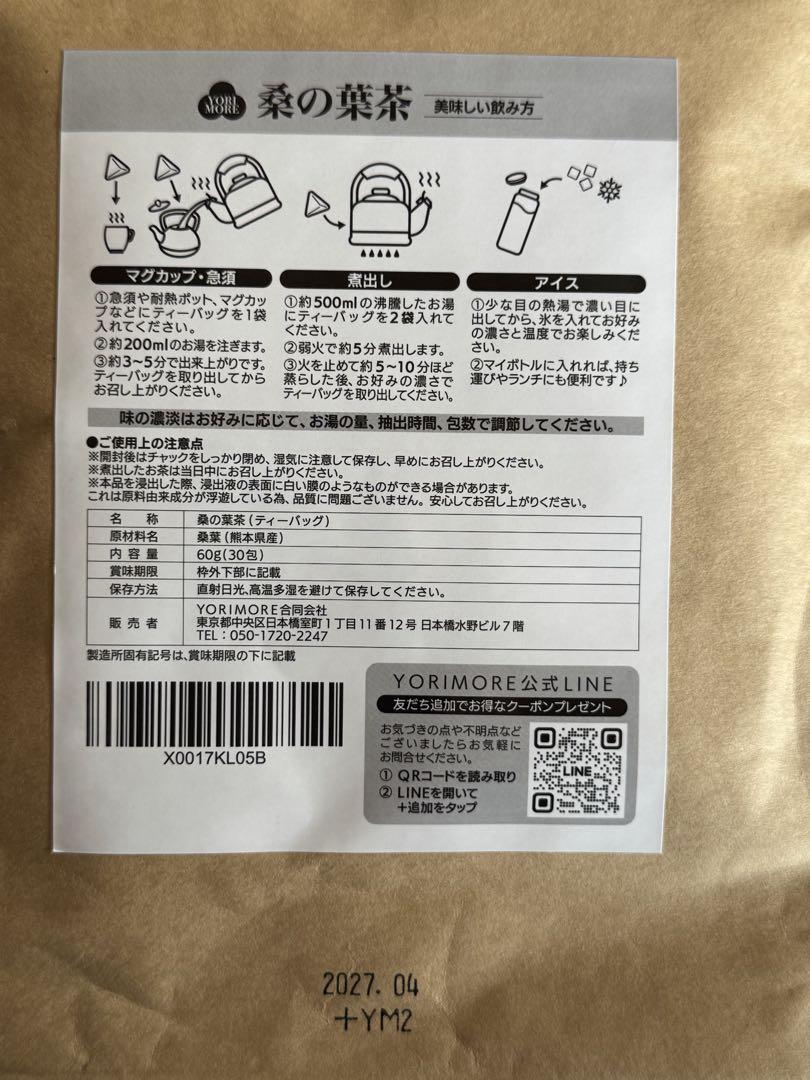 YORI
MORE
桑の葉茶 美味しい飲み方
マグカップ・急須
①急須や耐熱ポット、マグカッ
プなどにティーバッグを1袋
入れてください。
②約200mlのお湯を注ぎます。
③約3~5分で出来上がりです。
ティーバッグを取り出してから
お召し上がりください。
煮出し
①約500mlの沸騰したお湯
にティーバッグを2袋入れて
ください。
②弱火で約5分煮出します。
③火を止めて約5~10分ほど
蒸らした後、お好みの濃さで
ティーバッグを取り出してください。
アイス
①少な目の熱湯で濃い目に
出してから、氷を入れてお好み
の濃さと温度でお楽しみくだ
さい。
②マイボトルに入れれば、持ち
運びやランチにも便利です♪
味の濃淡はお好みに応じて、お湯の量、抽出時間、包数で調節してください。
●ご使用上の注意点
※開封後はチャックをしっかり閉め、湿気に注意して保存し、早めにお召し上がりください。
※煮出したお茶は当日中にお召し上がりください。
※本品を浸出した際、浸出液の表面に白い膜のようなものができる場合があります。
これは原料由来成分が浮遊している為、品質に問題ございません。安心してお召し上がりください。
名 称 桑の葉茶(ティーバッグ)
原材料名 桑葉(熊本県産)
内 容 量 60g(30包)
賞味期限 枠外下部に記載
保存方法 直射日光、高温多湿を避けて保存してください。
販 売 者 YORIMORE合同会社
東京都中央区日本橋室町1丁目11番12号 日本橋水野ビル7階
TEL:050-1720-2247
製造所固有記号は、賞味期限の下に記載
X0017KL05B
YORIMORE公式LINE
友だち追加でお得なクーポンプレゼント
お気づきの点や不明点など
ございましたらお気軽に
お問合せください。
① QRコードを読み取り
② LINEを開いて
+追加をタップ
LINE
2027.04
+YM2